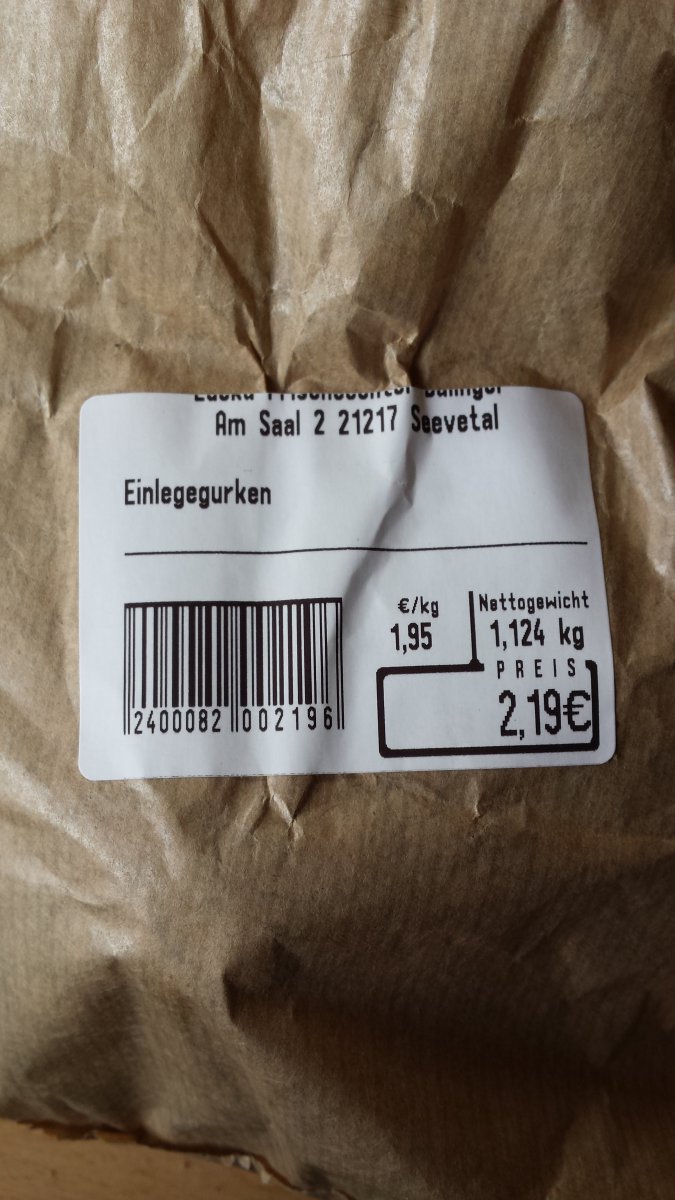 Am Saal 2 21217 Seevetal
Einlegegurken
€/kg
Nettogewicht
1,95
1,124 kg
PREIS
2,19€
2400082 002196